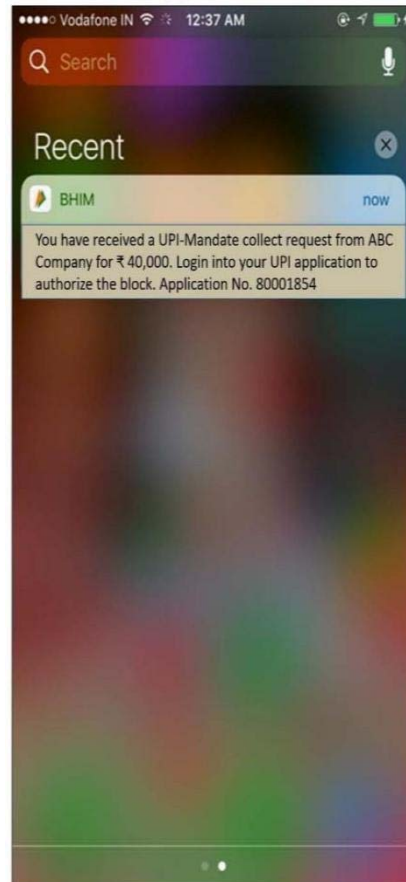 Vodafone IN 12:37 AM
Search
Recent
BHIM now
You have received a UPI-Mandate collect request from ABC
Company for ₹ 40,000. Login into your UPI application to
authorize the block. Application No. 80001854